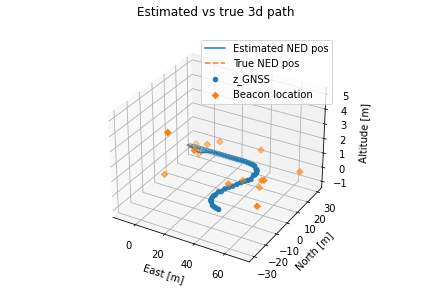 Estimated vs true 3d path
Estimated NED pos
True NED pos
z_GNSS
Beacon location
5
4
3
2
1
0
−1
Altitude [m]
30
20
10
0
−10
−20
−30
North [m]
0
20
40
60
East [m]